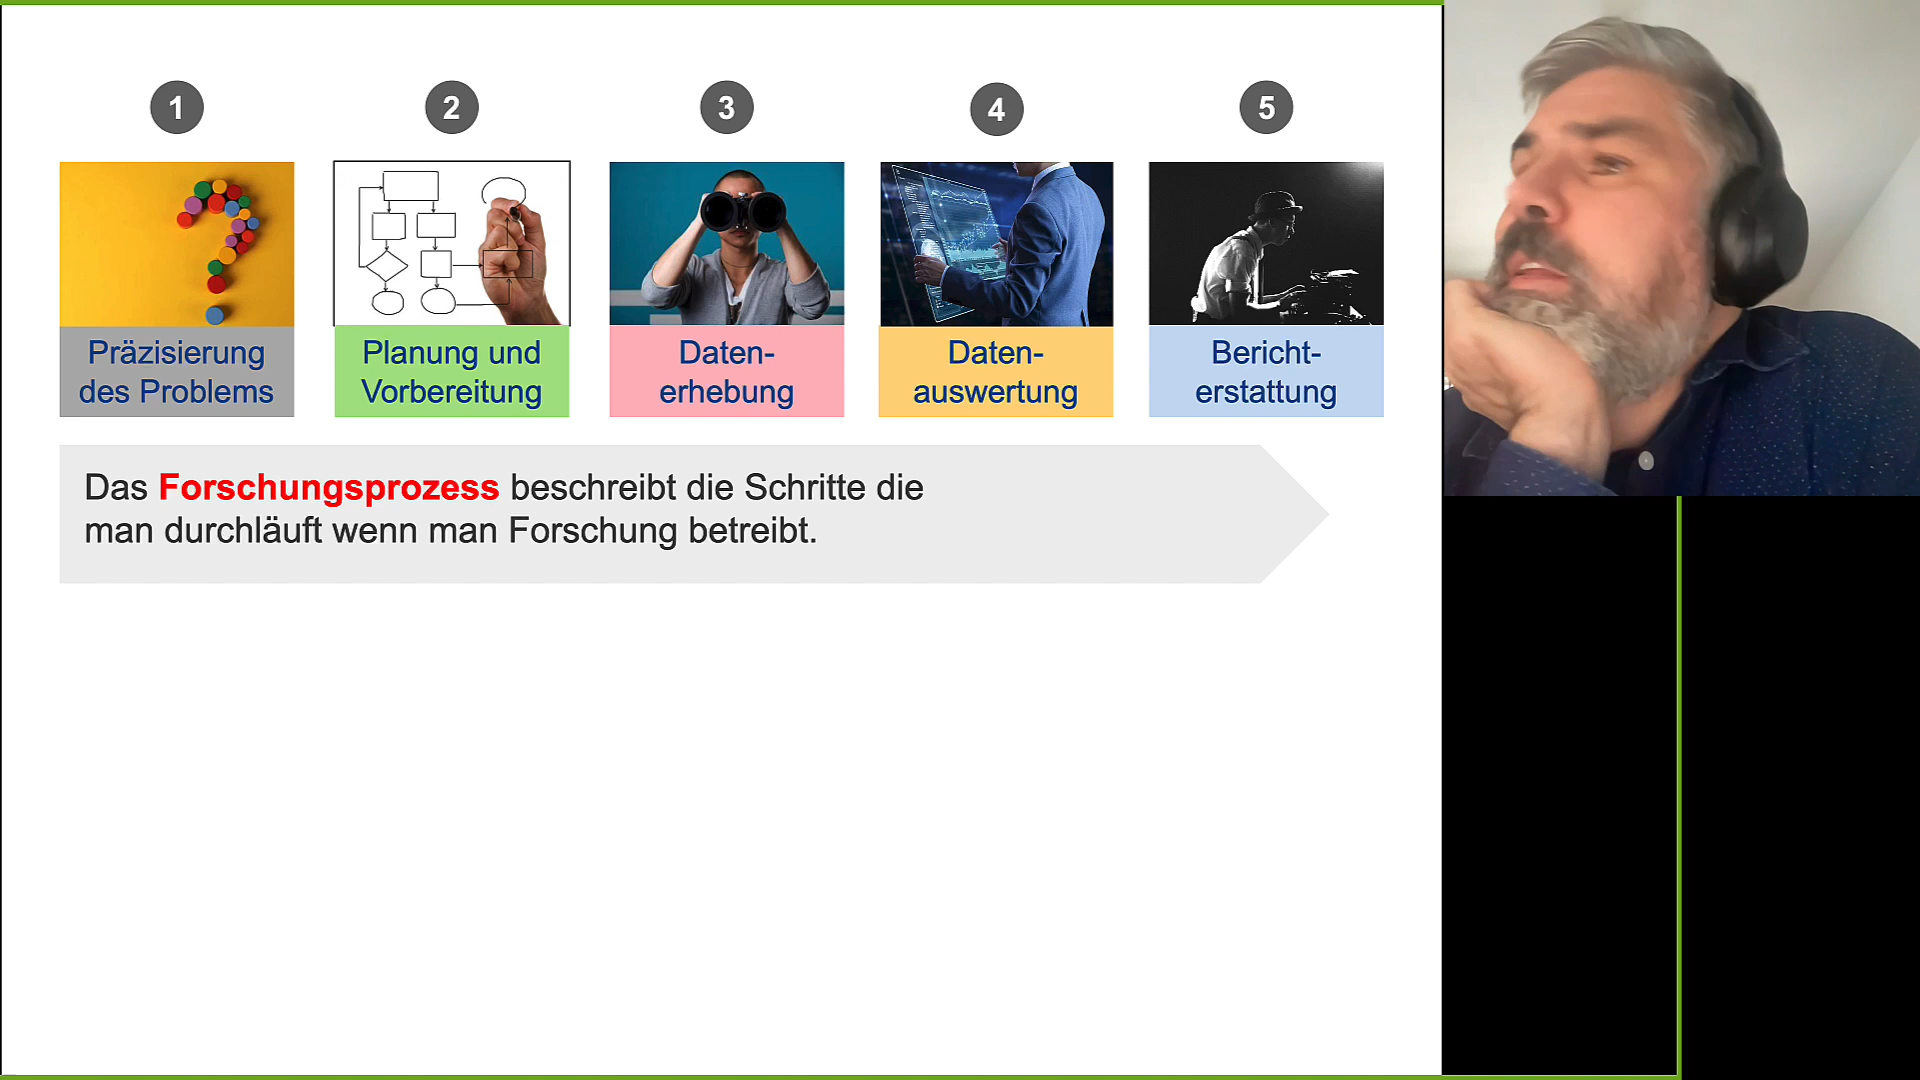 1
2
3
4
5
Präzisierung
des Problems
Planung und
Vorbereitung
Daten-
erhebung
Daten-
auswertung
Bericht-
erstattung
Das Forschungsprozess beschreibt die Schritte die
man durchläuft wenn man Forschung betreibt.